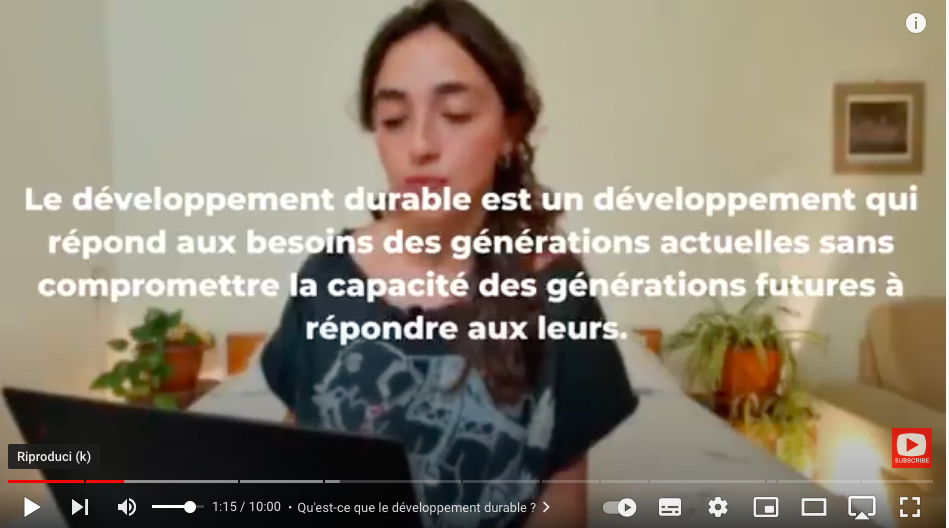 Le développement durable est un développement qui
répond aux besoins des générations actuelles sans
compromettre la capacité des générations futures à
répondre aux leurs.
SUBSCRIBE
Riproduci (k)
1:15 / 10:00 • Qu'est-ce que le développement durable ?